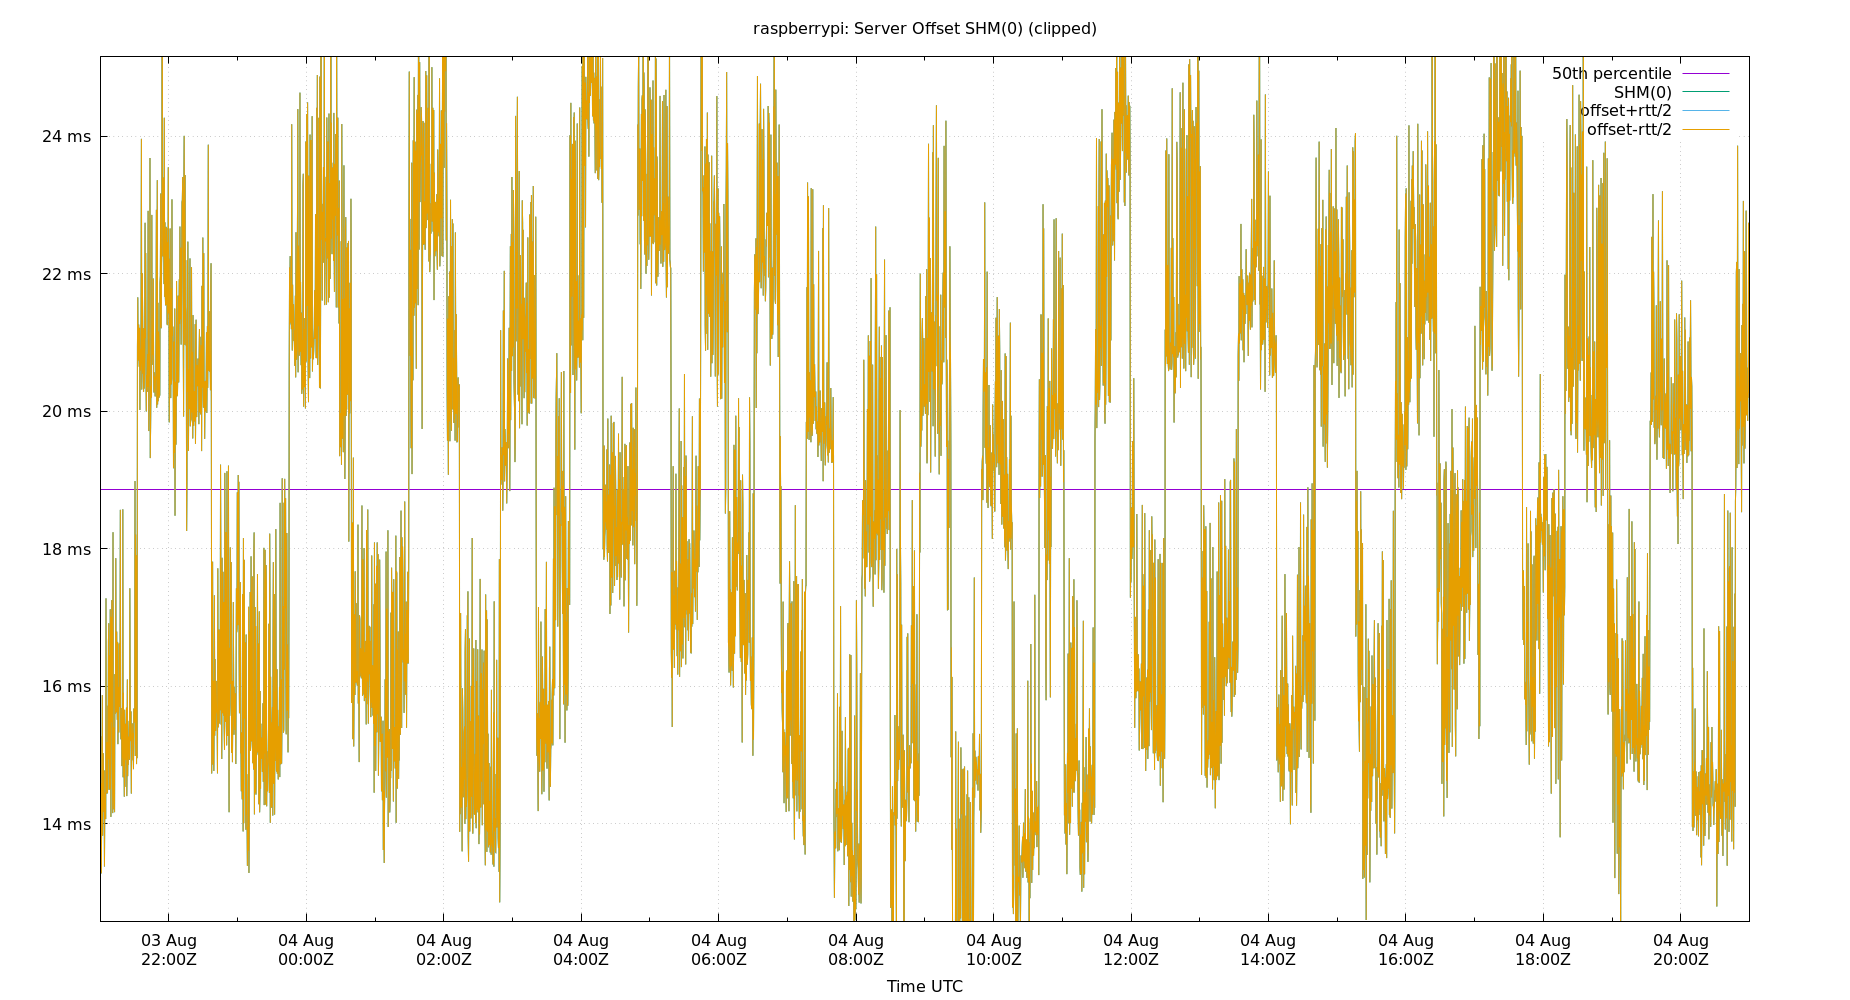 raspberrypi: Server Offset SHM(0) (clipped)
50th percentile
SHM(0)
offset+rtt/2
offset-rtt/2
24 ms
22 ms
20 ms
18 ms
16 ms
14 ms
03 Aug 04 Aug 04 Aug 04 Aug 04 Aug 04 Aug 04 Aug 04 Aug 04 Aug 04 Aug 04 Aug 04 Aug
22:00Z 00:00Z 02:00Z 04:00Z 06:00Z 08:00Z 10:00Z 12:00Z 14:00Z 16:00Z 18:00Z 20:00Z
Time UTC